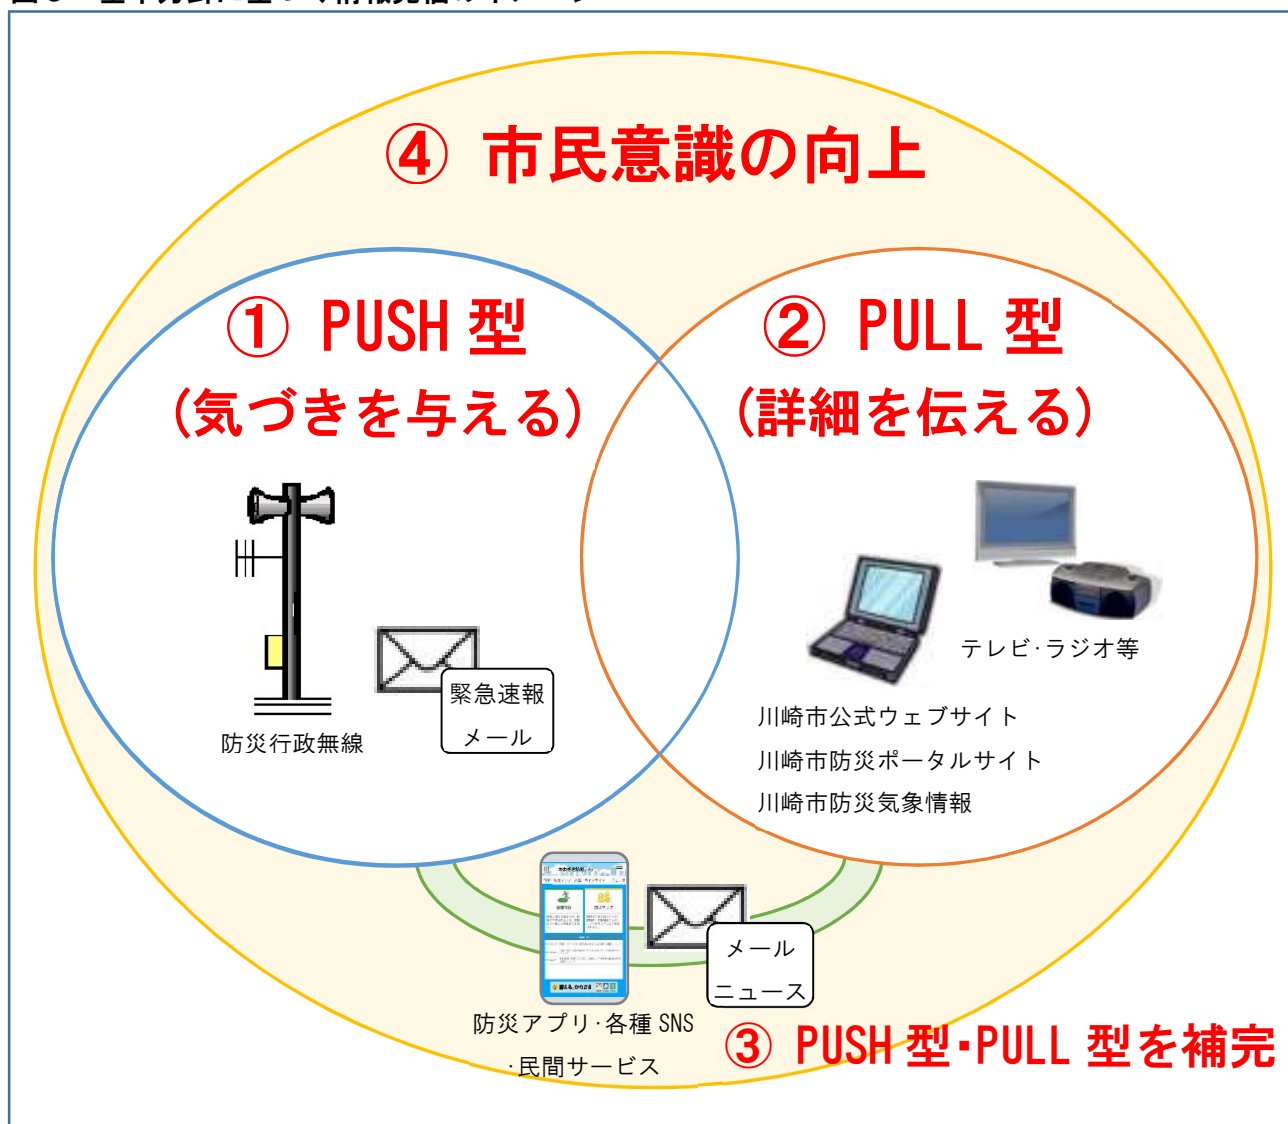 ④ 市民意識の向上
① PUSH 型
(気づきを与える)
② PULL 型
(詳細を伝える)
防災行政無線
緊急速報
メール
テレビ・ラジオ等
川崎市公式ウェブサイト
川崎市防災ポータルサイト
川崎市防災気象情報
メール
ニュース
防災アプリ・各種 SNS
・民間サービス
③ PUSH 型・PULL 型を補完